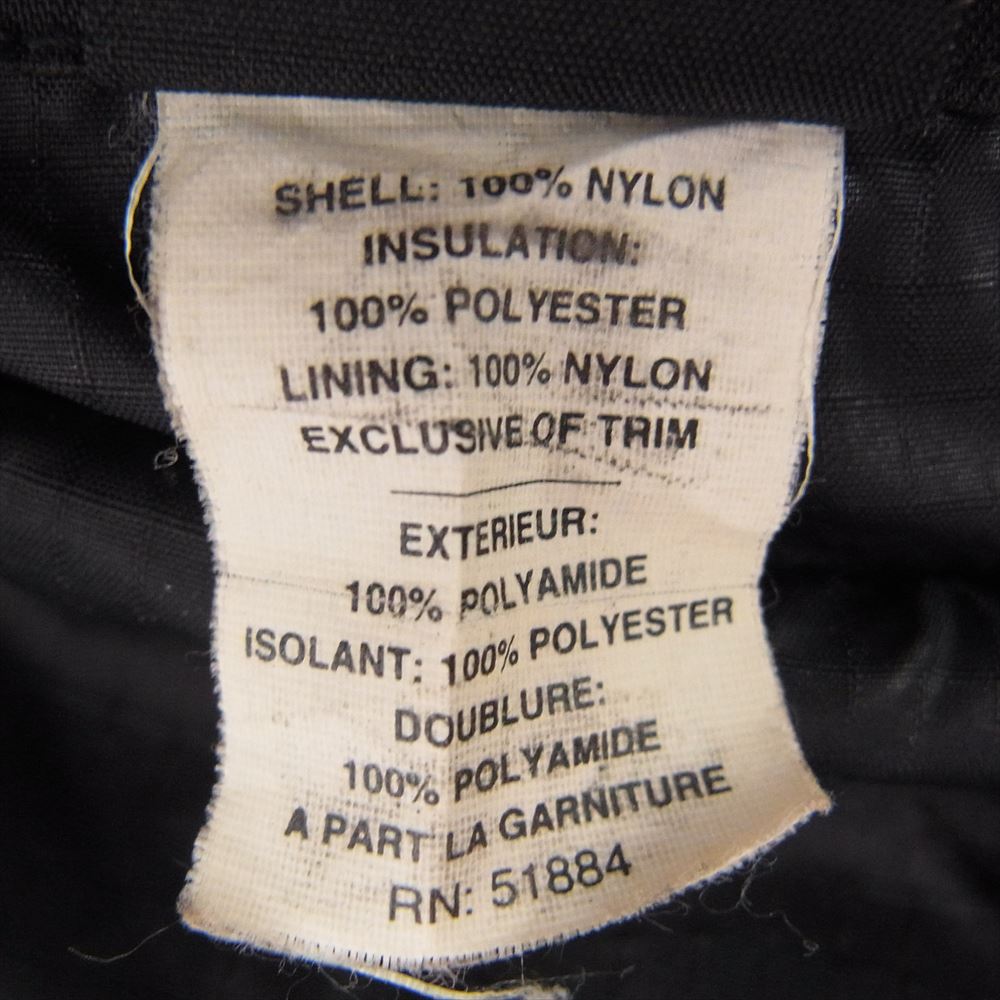 SHELL: 100% NYLON
INSULATION:
100% POLYESTER
LINING: 100% NYLON
EXCLUSIVE OF TRIM
EXTERIEUR:
100% POLYAMIDE
ISOLANT: 100% POLYESTER
DOUBLURE:
100% POLYAMIDE
A PART LA GARNITURE
RN: 51884